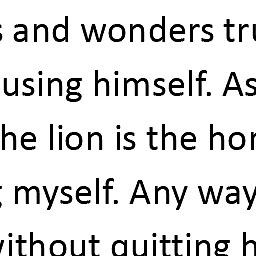 s and wonders tru
using himself. As
he lion is the hor
g myself. Any way
without quitting h